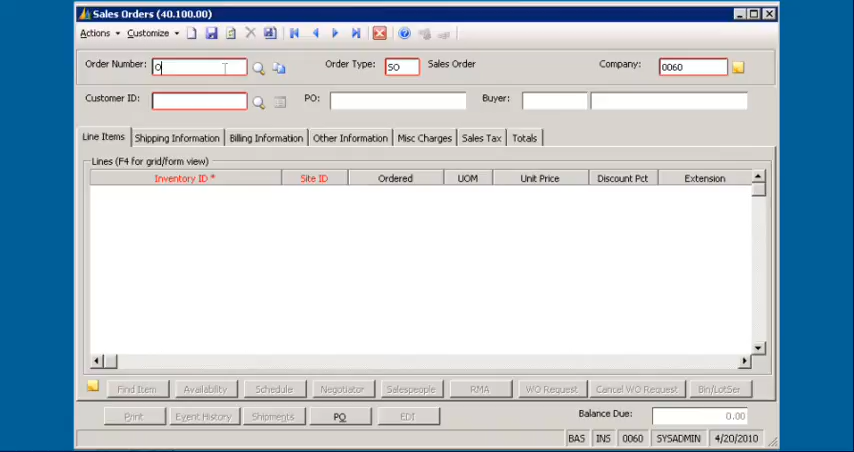 Sales Orders (40.100.00)
Actions Customize
Order Number: O Order Type: SO Sales Order Company: 0060
Customer ID: PO: Buyer:
Line Items Shipping Information Billing Information Other Information Misc Charges Sales Tax Totals
Lines (F4 for grid/form view)
Inventory ID * Site ID Ordered UOM Unit Price Discount Pct Extension
Find Item Availability Schedule Negotiator Salespeople RMA WO Request Cancel WO Request Bin/LotSer
Print Event History Shipments PO EDI Balance Due: 0.00
BAS INS 0060 SYSADMIN 4/20/2010